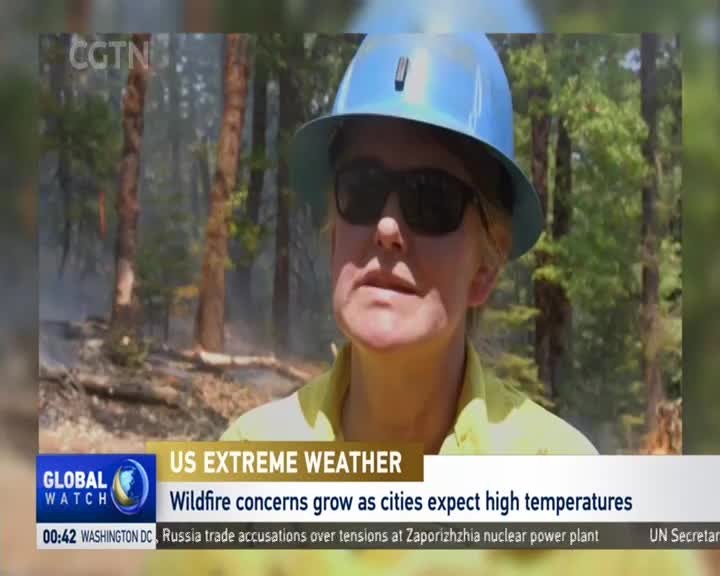 CGTN
US EXTREME WEATHER
GLOBAL
WATCH
Wildfire concerns grow as cities expect high temperatures
00:42 WASHINGTON DC , Russia trade accusations over tensions at Zaporizhzhia nuclear power plant UN Secretar